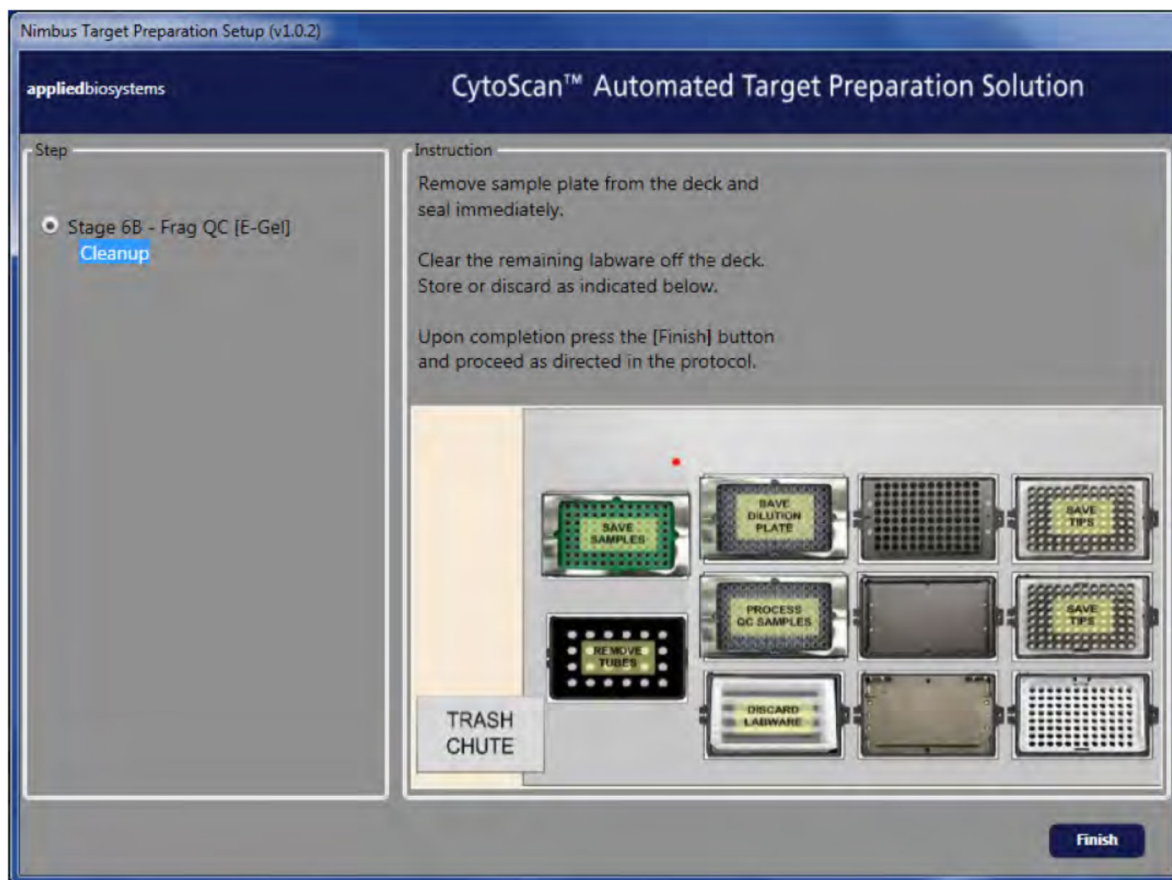 Nimbus Target Preparation Setup (v1.0.2)
appliedbiosystems
CytoScan™ Automated Target Preparation Solution
Step
Stage 6B - Frag QC [E-Gel]
Cleanup
Instruction
Remove sample plate from the deck and
seal immediately.
Clear the remaining labware off the deck.
Store or discard as indicated below.
Upon completion press the [Finish] button
and proceed as directed in the protocol.
SAVE
SAMPLES
SAVE
DILUTION
PLATE
SAVE
TIPS
REMOVE
TUBES
PROCESS
QC SAMPLES
SAVE
TIPS
DISCARD
LABWARE
TRASH
CHUTE
Finish